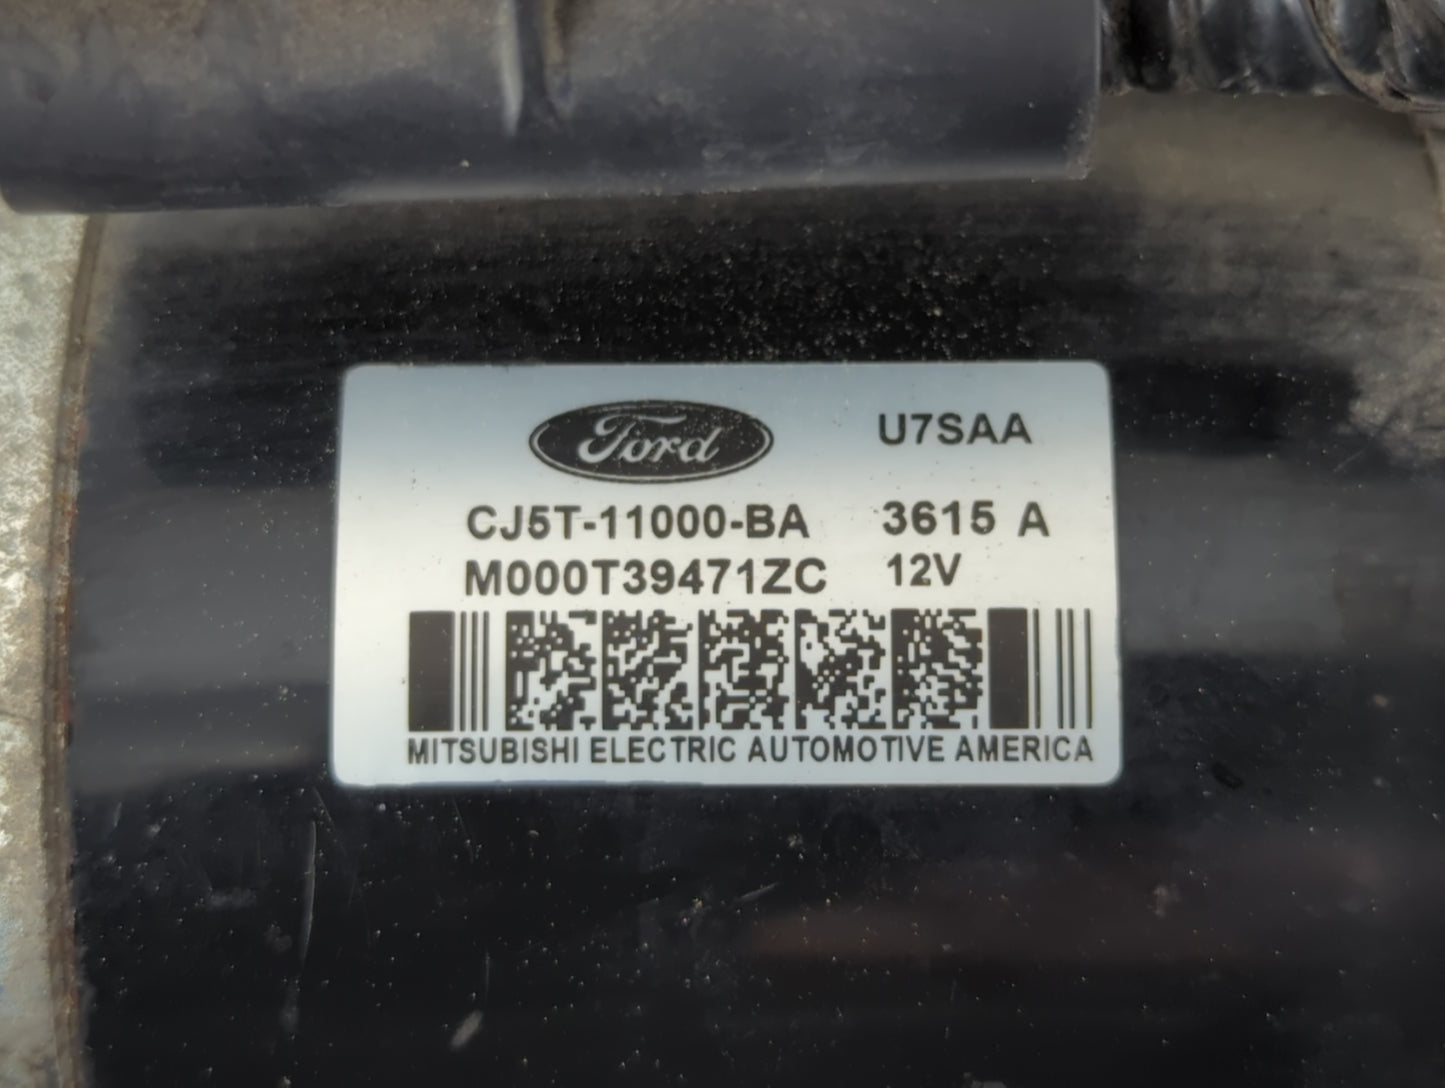 Ford U7SAA
CJ5T-11000-BA 3615 A
M000T39471ZC 12V
MITSUBISHI ELECTRIC AUTOMOTIVE AMERICA